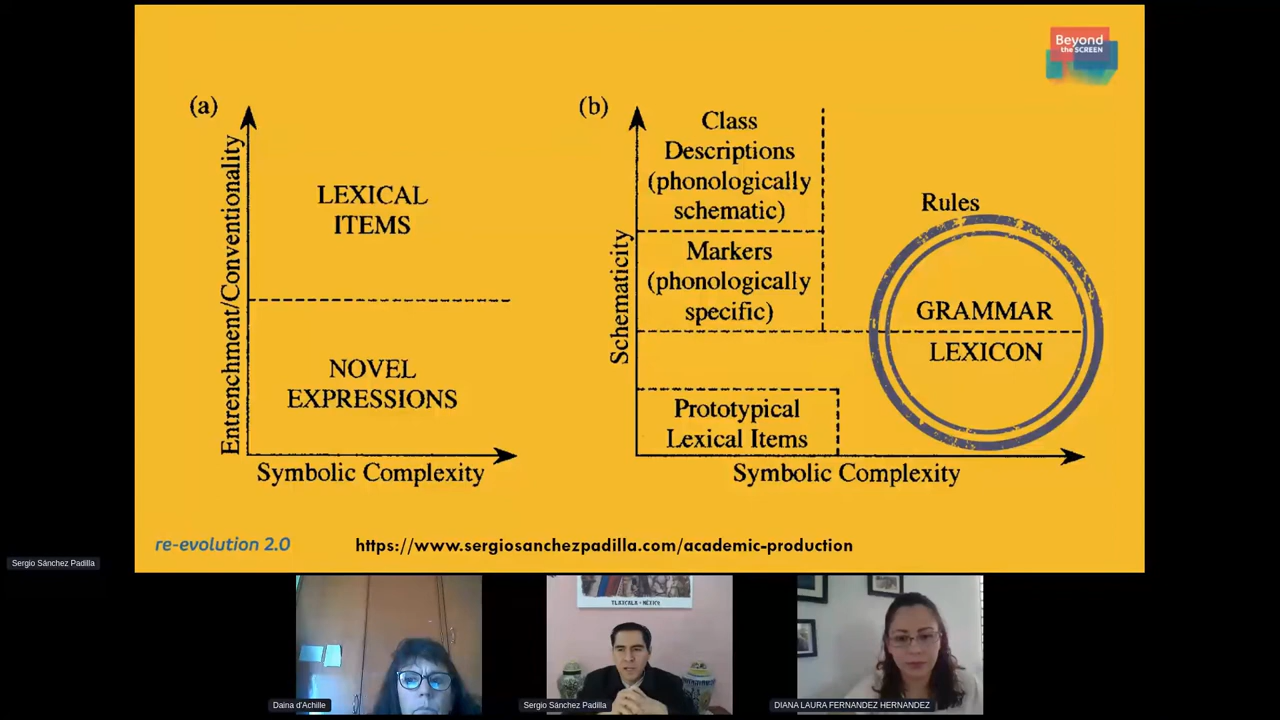 Beyond
the SCREEN
(a)
Entrenchment/Conventionality
LEXICAL
ITEMS
NOVEL
EXPRESSIONS
Symbolic Complexity
(b)
Schematicity
Class
Descriptions
(phonologically
schematic)
Markers
(phonologically
specific)
Prototypical
Lexical Items
Rules
GRAMMAR
LEXICON
Symbolic Complexity
re-evolution 2.0
https://www.sergiosanchezpadilla.com/academic-production
Sergio Sánchez Padilla
TLAXCALA - MÉXICO
Daina d'Achille
Sergio Sánchez Padilla
DIANA LAURA FERNANDEZ HERNANDEZ